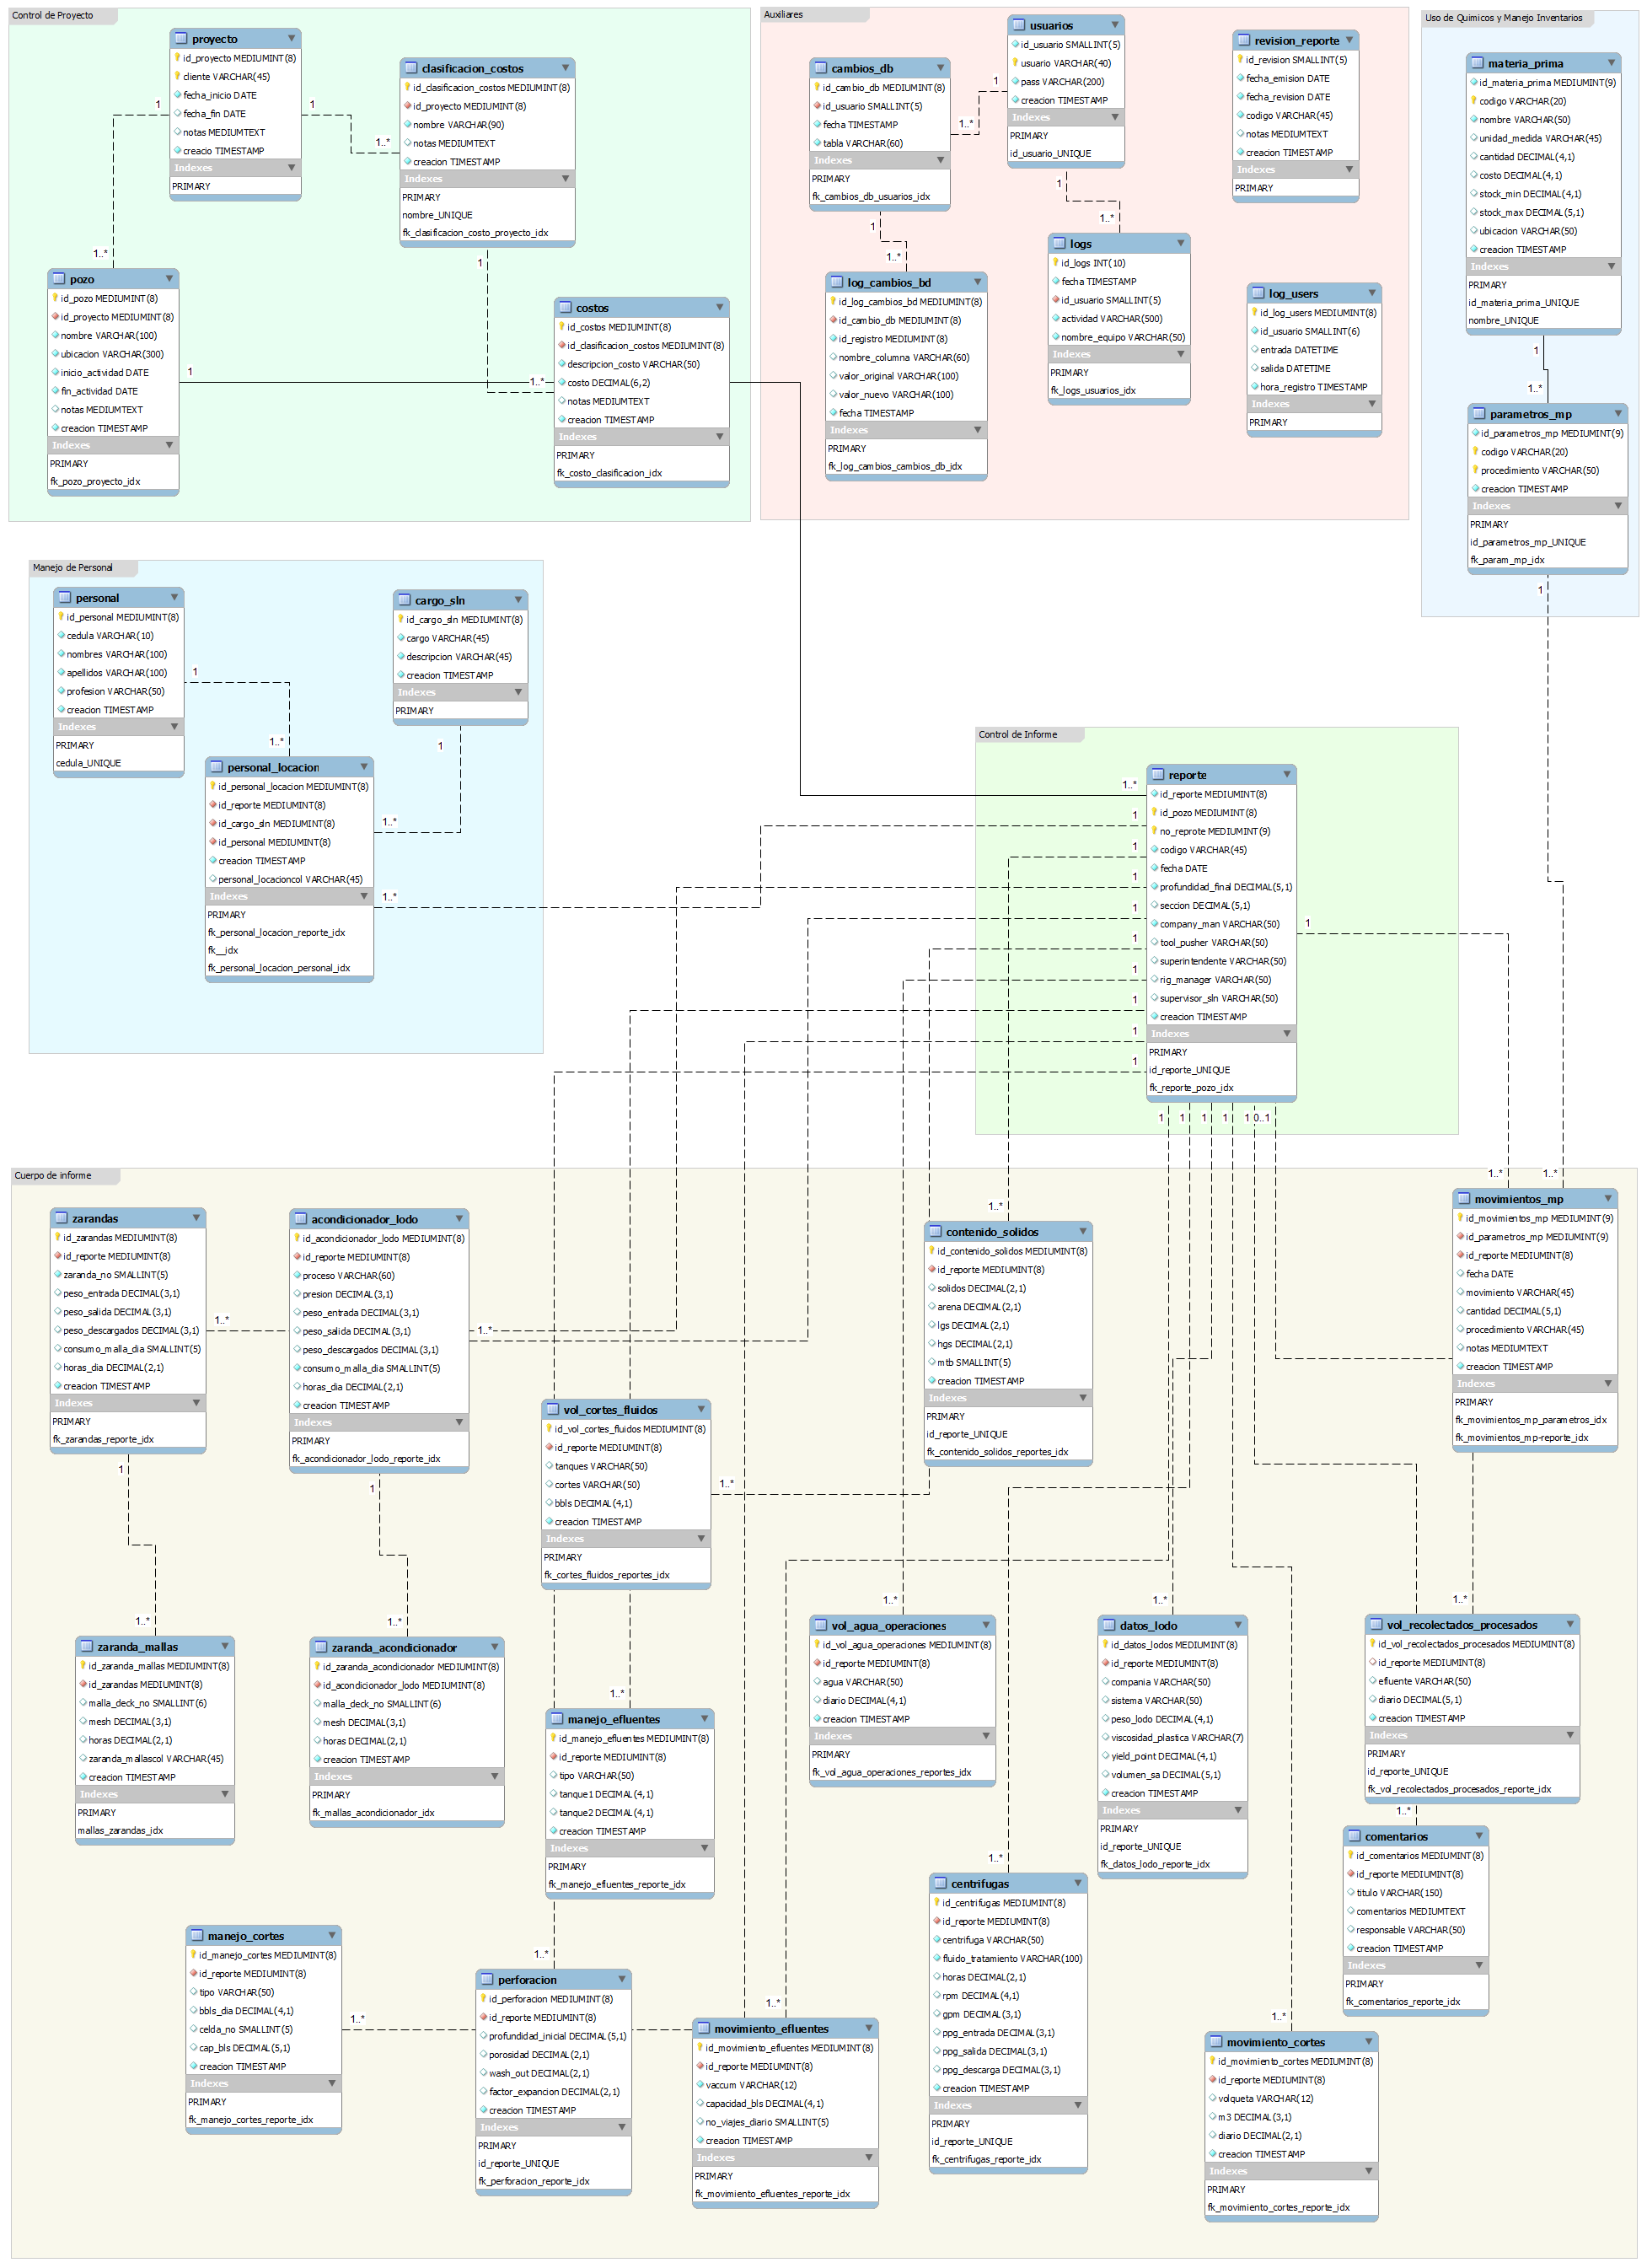 Control de Proyecto
proyecto
id_proyecto MEDIUMINT(8)
cliente VARCHAR(45)
fecha_inicio DATE
fecha_fin DATE
notas MEDIUMTEXT
creacio TIMESTAMP
Indexes
PRIMARY
clasificacion_costos
id_clasificacion_costos MEDIUMINT(8)
id_proyecto MEDIUMINT(8)
nombre VARCHAR(90)
notas MEDIUMTEXT
creacion TIMESTAMP
Indexes
PRIMARY
nombre_UNIQUE
fk_clasificacion_costo_proyecto_idx
1
1
1..*
1..*
1
pozo
id_pozo MEDIUMINT(8)
id_proyecto MEDIUMINT(8)
nombre VARCHAR(100)
ubicacion VARCHAR(300)
inicio_actividad DATE
fin_actividad DATE
notas MEDIUMTEXT
creacion TIMESTAMP
Indexes
PRIMARY
fk_pozo_proyecto_idx
1
1..*
costos
id_costos MEDIUMINT(8)
id_clasificacion_costos MEDIUMINT(8)
descripcion_costo VARCHAR(50)
costo DECIMAL(6,2)
notas MEDIUMTEXT
creacion TIMESTAMP
Indexes
PRIMARY
fk_costo_clasificacion_idx
Auxiliares
cambios_db
id_cambio_db MEDIUMINT(8)
id_usuario SMALLINT(5)
fecha TIMESTAMP
tabla VARCHAR(60)
Indexes
PRIMARY
fk_cambios_db_usuarios_idx
1
1..*
usuarios
id_usuario SMALLINT(5)
usuario VARCHAR(40)
pass VARCHAR(200)
creacion TIMESTAMP
Indexes
PRIMARY
id_usuario_UNIQUE
revision_reporte
id_revision SMALLINT(5)
fecha_emision DATE
fecha_revision DATE
codigo VARCHAR(45)
notas MEDIUMTEXT
creacion TIMESTAMP
Indexes
PRIMARY
1
1..*
1
1..*
log_cambios_bd
id_log_cambios_bd MEDIUMINT(8)
id_cambio_db MEDIUMINT(8)
id_registro MEDIUMINT(8)
nombre_columna VARCHAR(60)
valor_original VARCHAR(100)
valor_nuevo VARCHAR(100)
fecha TIMESTAMP
Indexes
PRIMARY
fk_log_cambios_cambios_db_idx
logs
id_logs INT(10)
fecha TIMESTAMP
id_usuario SMALLINT(5)
actividad VARCHAR(500)
nombre_equipo VARCHAR(50)
Indexes
PRIMARY
fk_logs_usuarios_idx
log_users
id_log_users MEDIUMINT(8)
id_usuario SMALLINT(6)
entrada DATETIME
salida DATETIME
hora_registro TIMESTAMP
Indexes
PRIMARY
Uso de Quimicos y Manejo Inventarios
materia_prima
id_materia_prima MEDIUMINT(9)
codigo VARCHAR(20)
nombre VARCHAR(50)
unidad_medida VARCHAR(45)
cantidad DECIMAL(4,1)
costo DECIMAL(4,1)
stock_min DECIMAL(4,1)
stock_max DECIMAL(5,1)
ubicacion VARCHAR(50)
creacion TIMESTAMP
Indexes
PRIMARY
id_materia_prima_UNIQUE
nombre_UNIQUE
1
1..*
parametros_mp
id_parametros_mp MEDIUMINT(9)
codigo VARCHAR(20)
procedimiento VARCHAR(50)
creacion TIMESTAMP
Indexes
PRIMARY
id_parametros_mp_UNIQUE
fk_param_mp_idx
1
Manejo de Personal
personal
id_personal MEDIUMINT(8)
cedula VARCHAR(10)
nombres VARCHAR(100)
apellidos VARCHAR(100)
profesion VARCHAR(50)
creacion TIMESTAMP
Indexes
PRIMARY
cedula_UNIQUE
cargo_sln
id_cargo_sln MEDIUMINT(8)
cargo VARCHAR(45)
descripcion VARCHAR(45)
creacion TIMESTAMP
Indexes
PRIMARY
1
1..*
1
1..*
1..*
personal_locacion
id_personal_locacion MEDIUMINT(8)
id_reporte MEDIUMINT(8)
id_cargo_sln MEDIUMINT(8)
id_personal MEDIUMINT(8)
creacion TIMESTAMP
personal_locacioncol VARCHAR(45)
Indexes
PRIMARY
fk_personal_locacion_reporte_idx
fk__idx
fk_personal_locacion_personal_idx
Control de Informe
1..*
1
1
1
1
1
1
1
1
1
reporte
id_reporte MEDIUMINT(8)
id_pozo MEDIUMINT(8)
no_reprote MEDIUMINT(9)
codigo VARCHAR(45)
fecha DATE
profundidad_final DECIMAL(5,1)
seccion DECIMAL(5,1)
company_man VARCHAR(50)
tool_pusher VARCHAR(50)
superintendente VARCHAR(50)
rig_manager VARCHAR(50)
supervisor_sln VARCHAR(50)
creacion TIMESTAMP
Indexes
PRIMARY
id_reporte_UNIQUE
fk_reporte_pozo_idx
1
1
1
1
1
1
0..1
Cuerpo de informe
zarandas
id_zarandas MEDIUMINT(8)
id_reporte MEDIUMINT(8)
zaranda_no SMALLINT(5)
peso_entrada DECIMAL(3,1)
peso_salida DECIMAL(3,1)
peso_descargados DECIMAL(3,1)
consumo_malla_dia SMALLINT(5)
horas_dia DECIMAL(2,1)
creacion TIMESTAMP
Indexes
PRIMARY
fk_zarandas_reporte_idx
1..*
acondicionador_lodo
id_acondicionador_lodo MEDIUMINT(8)
id_reporte MEDIUMINT(8)
proceso VARCHAR(60)
presion DECIMAL(3,1)
peso_entrada DECIMAL(3,1)
peso_salida DECIMAL(3,1)
peso_descargados DECIMAL(3,1)
consumo_malla_dia SMALLINT(5)
horas_dia DECIMAL(2,1)
creacion TIMESTAMP
Indexes
PRIMARY
fk_acondicionador_lodo_reporte_idx
1..*
vol_cortes_fluidos
id_vol_cortes_fluidos MEDIUMINT(8)
id_reporte MEDIUMINT(8)
tanques VARCHAR(50)
cortes VARCHAR(50)
bbls DECIMAL(4,1)
creacion TIMESTAMP
Indexes
PRIMARY
fk_cortes_fluidos_reportes_idx
1..*
1..*
contenido_solidos
id_contenido_solidos MEDIUMINT(8)
id_reporte MEDIUMINT(8)
solidos DECIMAL(2,1)
arena DECIMAL(2,1)
lgs DECIMAL(2,1)
hgs DECIMAL(2,1)
mtb SMALLINT(5)
creacion TIMESTAMP
Indexes
PRIMARY
id_reporte_UNIQUE
fk_contenido_solidos_reportes_idx
1..*
1..*
movimientos_mp
id_movimientos_mp MEDIUMINT(9)
id_parametros_mp MEDIUMINT(9)
id_reporte MEDIUMINT(8)
fecha DATE
movimiento VARCHAR(45)
cantidad DECIMAL(5,1)
procedimiento VARCHAR(45)
notas MEDIUMTEXT
creacion TIMESTAMP
Indexes
PRIMARY
fk_movimientos_mp_parametros_idx
fk_movimientos_mp-reporte_idx
1
1..*
1
1..*
zaranda_mallas
id_zaranda_mallas MEDIUMINT(8)
id_zarandas MEDIUMINT(8)
malla_deck_no SMALLINT(6)
mesh DECIMAL(3,1)
horas DECIMAL(2,1)
zaranda_mallascol VARCHAR(45)
creacion TIMESTAMP
Indexes
PRIMARY
mallas_zarandas_idx
zaranda_acondicionador
id_zaranda_acondicionador MEDIUMINT(8)
id_acondicionador_lodo MEDIUMINT(8)
malla_deck_no SMALLINT(6)
mesh DECIMAL(3,1)
horas DECIMAL(2,1)
creacion TIMESTAMP
Indexes
PRIMARY
fk_mallas_acondicionador_idx
1..*
manejo_efluentes
id_manejo_efluentes MEDIUMINT(8)
id_reporte MEDIUMINT(8)
tipo VARCHAR(50)
tanque1 DECIMAL(4,1)
tanque2 DECIMAL(4,1)
creacion TIMESTAMP
Indexes
PRIMARY
fk_manejo_efluentes_reporte_idx
1..*
vol_agua_operaciones
id_vol_agua_operaciones MEDIUMINT(8)
id_reporte MEDIUMINT(8)
agua VARCHAR(50)
diario DECIMAL(4,1)
creacion TIMESTAMP
Indexes
PRIMARY
fk_vol_agua_operaciones_reportes_idx
1..*
datos_lodo
id_datos_lodos MEDIUMINT(8)
id_reporte MEDIUMINT(8)
compania VARCHAR(50)
sistema VARCHAR(50)
peso_lodo DECIMAL(4,1)
viscosidad_plastica VARCHAR(7)
yield_point DECIMAL(4,1)
volumen_sa DECIMAL(5,1)
creacion TIMESTAMP
Indexes
PRIMARY
id_reporte_UNIQUE
fk_datos_lodo_reporte_idx
1..*
vol_recolectados_procesados
id_vol_recolectados_procesados MEDIUMINT(8)
id_reporte MEDIUMINT(8)
efluente VARCHAR(50)
diario DECIMAL(5,1)
creacion TIMESTAMP
Indexes
PRIMARY
id_reporte_UNIQUE
fk_vol_recolectados_procesados_reporte_idx
1..*
comentarios
id_comentarios MEDIUMINT(8)
id_reporte MEDIUMINT(8)
titulo VARCHAR(150)
comentarios MEDIUMTEXT
responsable VARCHAR(50)
creacion TIMESTAMP
Indexes
PRIMARY
fk_comentarios_reporte_idx
manejo_cortes
id_manejo_cortes MEDIUMINT(8)
id_reporte MEDIUMINT(8)
tipo VARCHAR(50)
bbls_dia DECIMAL(4,1)
celda_no SMALLINT(5)
cap_bls DECIMAL(5,1)
creacion TIMESTAMP
Indexes
PRIMARY
fk_manejo_cortes_reporte_idx
1..*
1..*
perforacion
id_perforacion MEDIUMINT(8)
id_reporte MEDIUMINT(8)
profundidad_inicial DECIMAL(5,1)
porosidad DECIMAL(2,1)
wash_out DECIMAL(2,1)
factor_expancion DECIMAL(2,1)
creacion TIMESTAMP
Indexes
PRIMARY
id_reporte_UNIQUE
fk_perforacion_reporte_idx
1..*
movimiento_efluentes
id_movimiento_efluentes MEDIUMINT(8)
id_reporte MEDIUMINT(8)
vaccum VARCHAR(12)
capacidad_bls DECIMAL(4,1)
no_viajes_diario SMALLINT(5)
creacion TIMESTAMP
Indexes
PRIMARY
fk_movimiento_efluentes_reporte_idx
1..*
centrifugas
id_centrifugas MEDIUMINT(8)
id_reporte MEDIUMINT(8)
centrifuga VARCHAR(50)
fluido_tratamiento VARCHAR(100)
horas DECIMAL(2,1)
rpm DECIMAL(4,1)
gpm DECIMAL(3,1)
ppg_entrada DECIMAL(3,1)
ppg_salida DECIMAL(3,1)
ppg_descarga DECIMAL(3,1)
creacion TIMESTAMP
Indexes
PRIMARY
id_reporte_UNIQUE
fk_centrifugas_reporte_idx
1..*
movimiento_cortes
id_movimiento_cortes MEDIUMINT(8)
id_reporte MEDIUMINT(8)
volqueta VARCHAR(12)
m3 DECIMAL(3,1)
diario DECIMAL(2,1)
creacion TIMESTAMP
Indexes
PRIMARY
fk_movimiento_cortes_reporte_idx